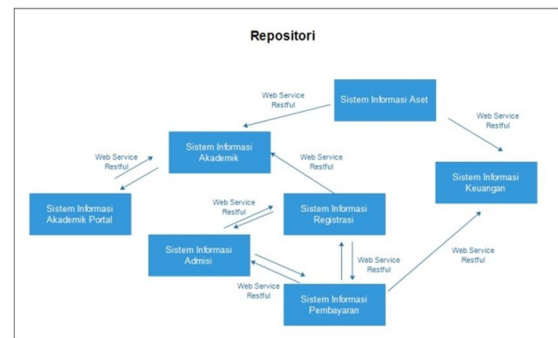 Repositori
Web Service
Restful
Sistem Informasi Aset
Web Service
Restful
Sistem Informasi
Akademik
Web Service
Restful
Web Service
Restful
Sistem Informasi
Keuangan
Sistem Informasi
Akademik Portal
Sistem Informasi
Registrasi
Web Service
Restful
Sistem Informasi
Admisi
Web Service
Restful
Web Service
Restful
Web Service
Restful
Sistem Informasi
Pembayaran